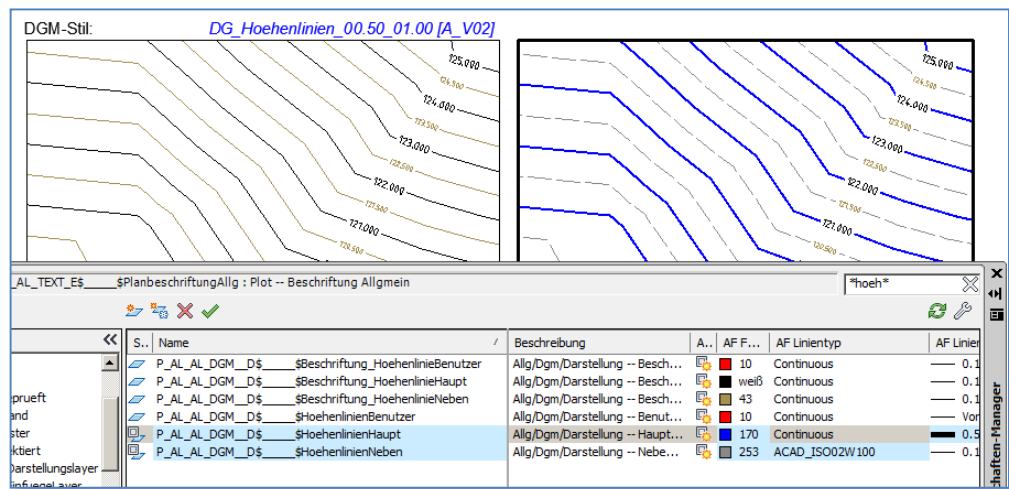 DGM-Stil: DG_Hoehenlinien_00.50_01.00 [A_V02]
125.000 125.000
124.500 124.500
124.000 124.000
123.500 123.500
123.000 123.000
122.500 122.500
122.000 122.000
121.500 121.500
121.000 121.000
120.500 120.500
_AL_TEXT_E$_____$PlanbeschriftungAllg : Plot -- Beschriftung Allgmein *hoeh*
S.. Name Beschreibung A.. AF F... AF Linientyp AF Linier
P_AL_AL_DGM__D$_____$Beschriftung_HoehenlinieBenutzer Allg/Dgm/Darstellung -- Besch... 10 Continuous 0.1
P_AL_AL_DGM__D$_____$Beschriftung_HoehenlinieHaupt Allg/Dgm/Darstellung -- Besch... weiß Continuous 0.1
eprueft P_AL_AL_DGM__D$_____$Beschriftung_HoehenlinieNeben Allg/Dgm/Darstellung -- Besch... 43 Continuous 0.1
and P_AL_AL_DGM__D$_____$HoehenlinienBenutzer Allg/Dgm/Darstellung -- Benut... 10 Continuous Vor
ster P_AL_AL_DGM__D$_____$HoehenlinienHaupt Allg/Dgm/Darstellung -- Haupt... 170 Continuous 0.5
ektiert P_AL_AL_DGM__D$_____$HoehenlinienNeben Allg/Dgm/Darstellung -- Nebe... 253 ACAD_ISO02W100 0.1
Darstellungslayer
EinfuegeLayer
chaften-Manager